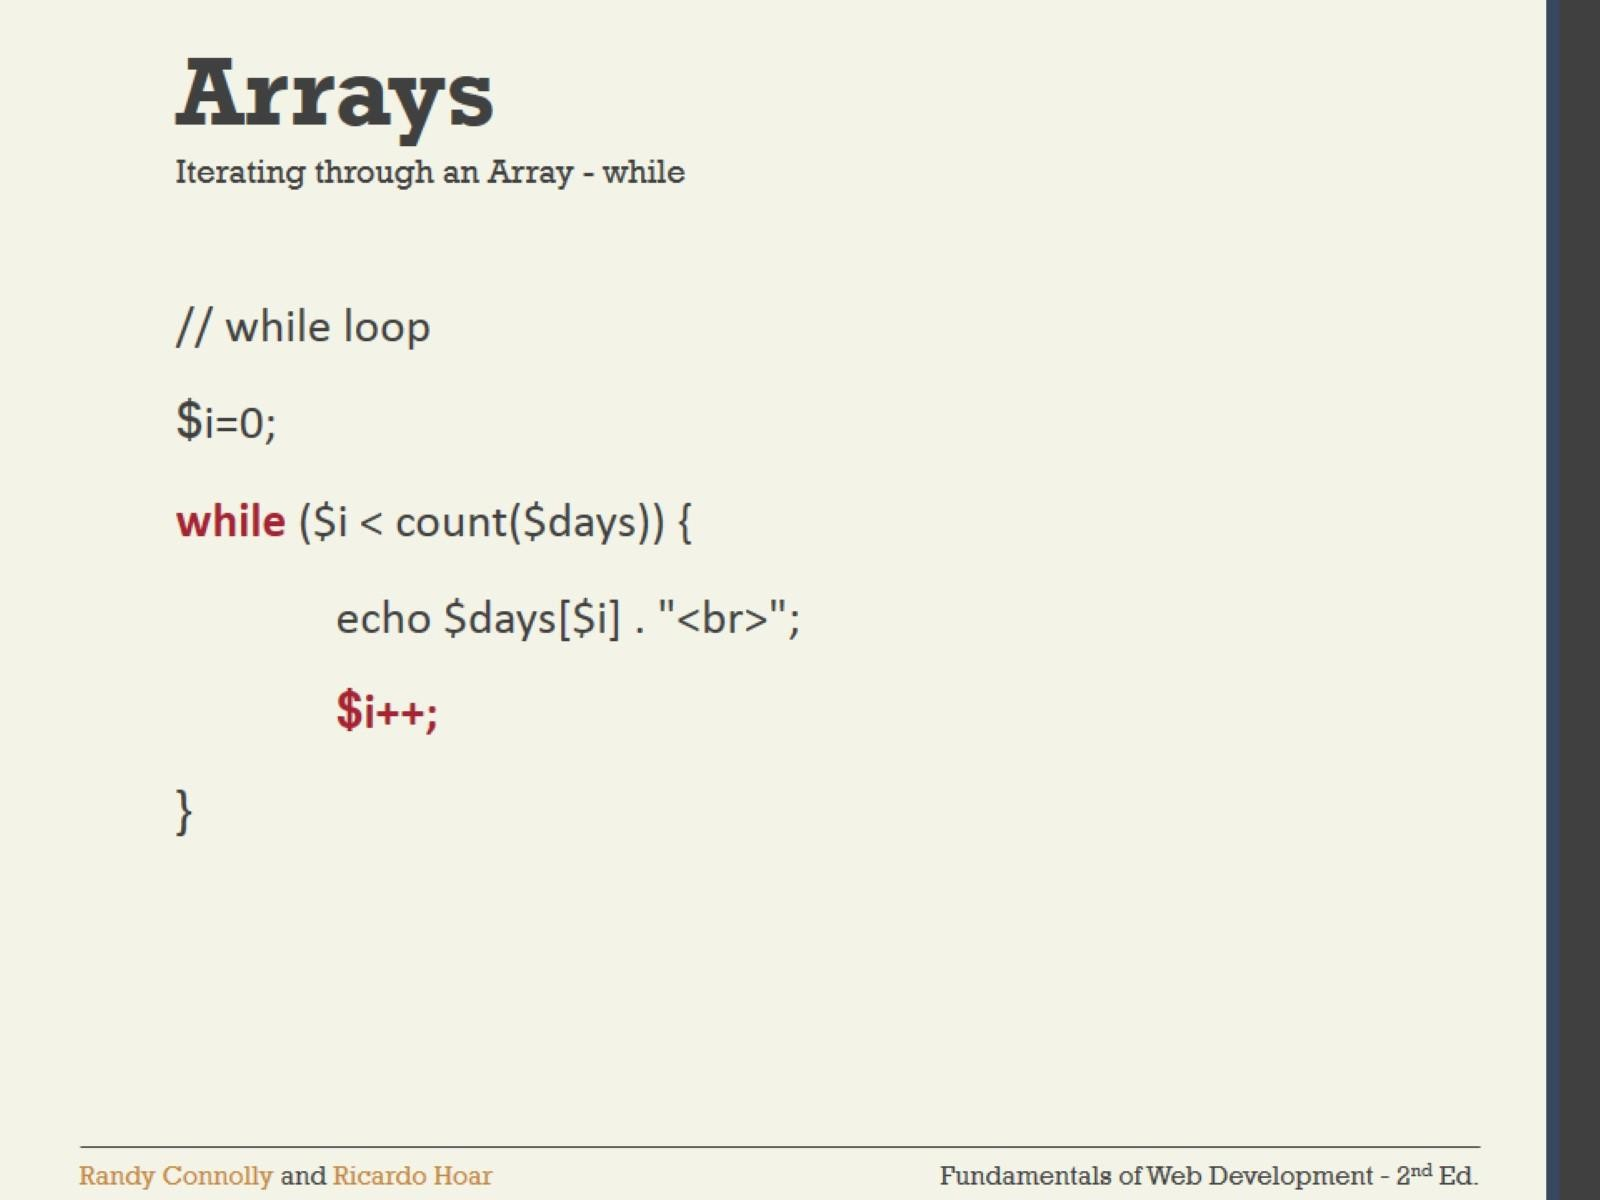 Arrays
Iterating through an Array - while
// while loop
$i=0;
while ($i < count($days)) {
echo $days[$i] . "<br>";
$i++;
}
Randy Connolly and Ricardo Hoar
Fundamentals of Web Development - 2nd Ed.